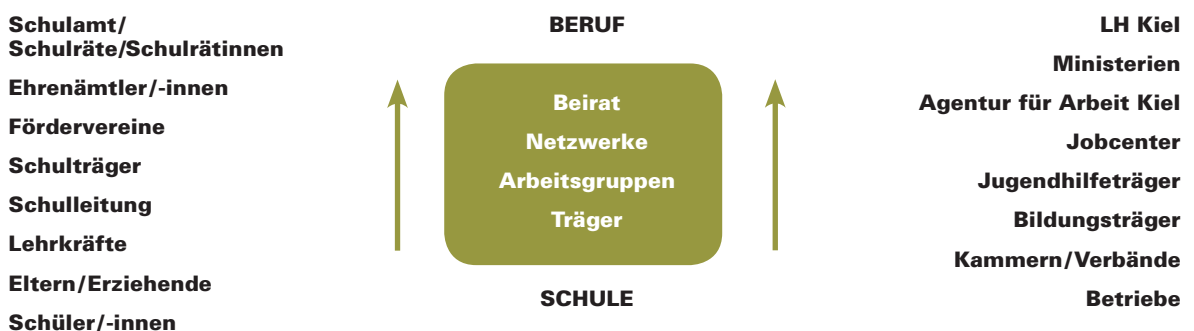 Schulamt/
Schulräte/Schulrätinnen
Ehrenämtler/-innen
Fördervereine
Schulträger
Schulleitung
Lehrkräfte
Eltern/Erziehende
Schüler/-innen
BERUF
Beirat
Netzwerke
Arbeitsgruppen
Träger
SCHULE
LH Kiel
Ministerien
Agentur für Arbeit Kiel
Jobcenter
Jugendhilfeträger
Bildungsträger
Kammern/Verbände
Betriebe